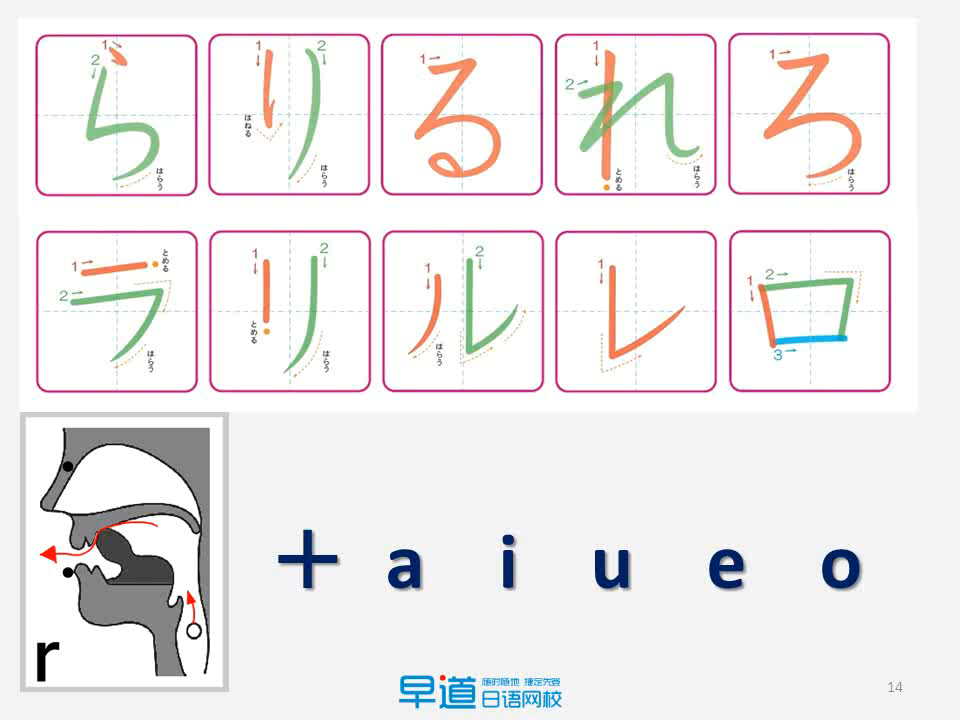 ら り る れ ろ
1 2 はらう 1 2 はねる はらう 1 1 2 とめる はらう 1 はらう
ラ リ ル レ ロ
1 2 とめる はらう 1 2 とめる はらう 1 2 はらう 1 1 2 3
r
+ a i u e o
早道 随时随地 捶定先登
日语网校
14